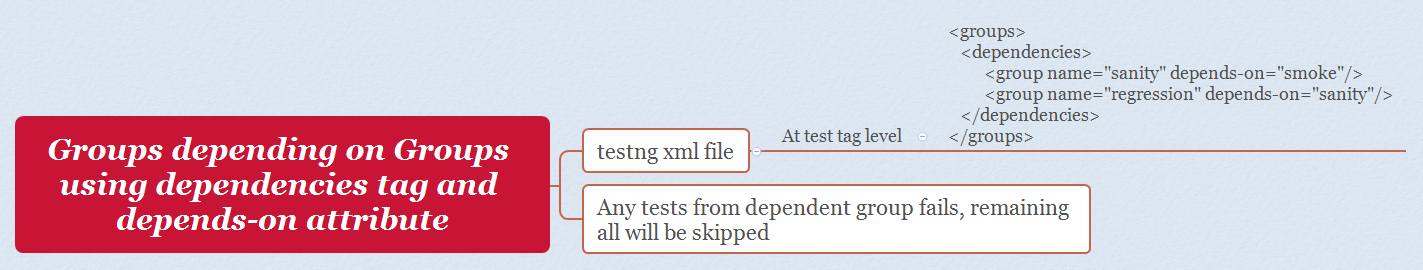 Groups depending on Groups
using dependencies tag and
depends-on attribute
testng xml file
At test tag level
<groups>
<dependencies>
<group name="sanity" depends-on="smoke"/>
<group name="regression" depends-on="sanity"/>
</dependencies>
</groups>
Any tests from dependent group fails, remaining
all will be skipped